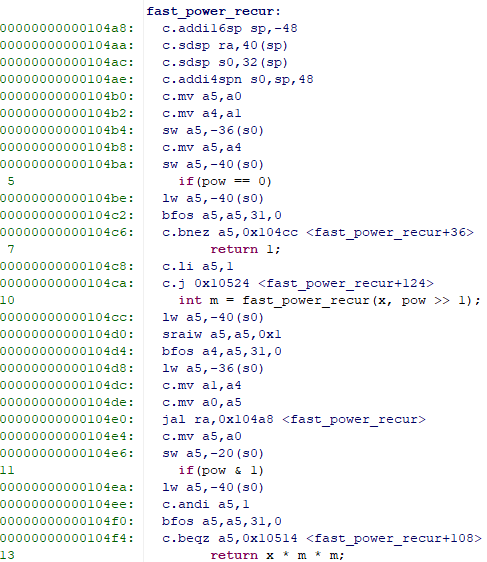 fast_power_recur:
00000000000104a8: c.addi16sp sp,-48
00000000000104aa: c.sdsp ra,40(sp)
00000000000104ac: c.sdsp s0,32(sp)
00000000000104ae: c.addi4spn s0,sp,48
00000000000104b0: c.mv a5,a0
00000000000104b2: c.mv a4,a1
00000000000104b4: sw a5,-36(s0)
00000000000104b8: c.mv a5,a4
00000000000104ba: sw a5,-40(s0)
5 if(pow == 0)
00000000000104be: lw a5,-40(s0)
00000000000104c2: bfos a5,a5,31,0
00000000000104c6: c.bnez a5,0x104cc <fast_power_recur+36>
7 return 1;
00000000000104c8: c.li a5,1
00000000000104ca: c.j 0x10524 <fast_power_recur+124>
10 int m = fast_power_recur(x, pow >> 1);
00000000000104cc: lw a5,-40(s0)
00000000000104d0: sraiw a5,a5,0x1
00000000000104d4: bfos a4,a5,31,0
00000000000104d8: lw a5,-36(s0)
00000000000104dc: c.mv a1,a4
00000000000104de: c.mv a0,a5
00000000000104e0: jal ra,0x104a8 <fast_power_recur>
00000000000104e4: c.mv a5,a0
00000000000104e6: sw a5,-20(s0)
11 if(pow & 1)
00000000000104ea: lw a5,-40(s0)
00000000000104ee: c.andi a5,1
00000000000104f0: bfos a5,a5,31,0
00000000000104f4: c.beqz a5,0x10514 <fast_power_recur+108>
13 return x * m * m;